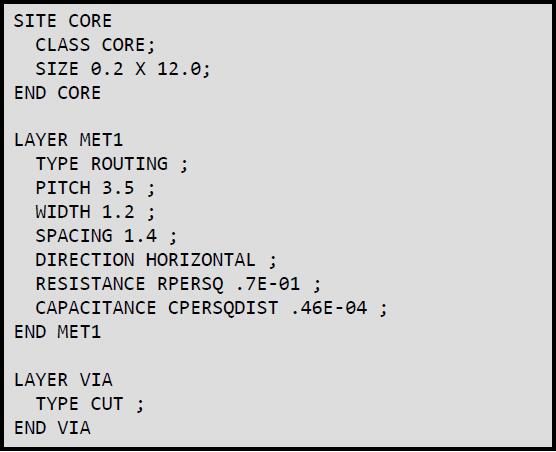 SITE CORE
CLASS CORE;
SIZE 0.2 X 12.0;
END CORE
LAYER MET1
TYPE ROUTING ;
PITCH 3.5 ;
WIDTH 1.2 ;
SPACING 1.4 ;
DIRECTION HORIZONTAL ;
RESISTANCE RPERSQ .7E-01 ;
CAPACITANCE CPERSQDIST .46E-04 ;
END MET1
LAYER VIA
TYPE CUT ;
END VIA